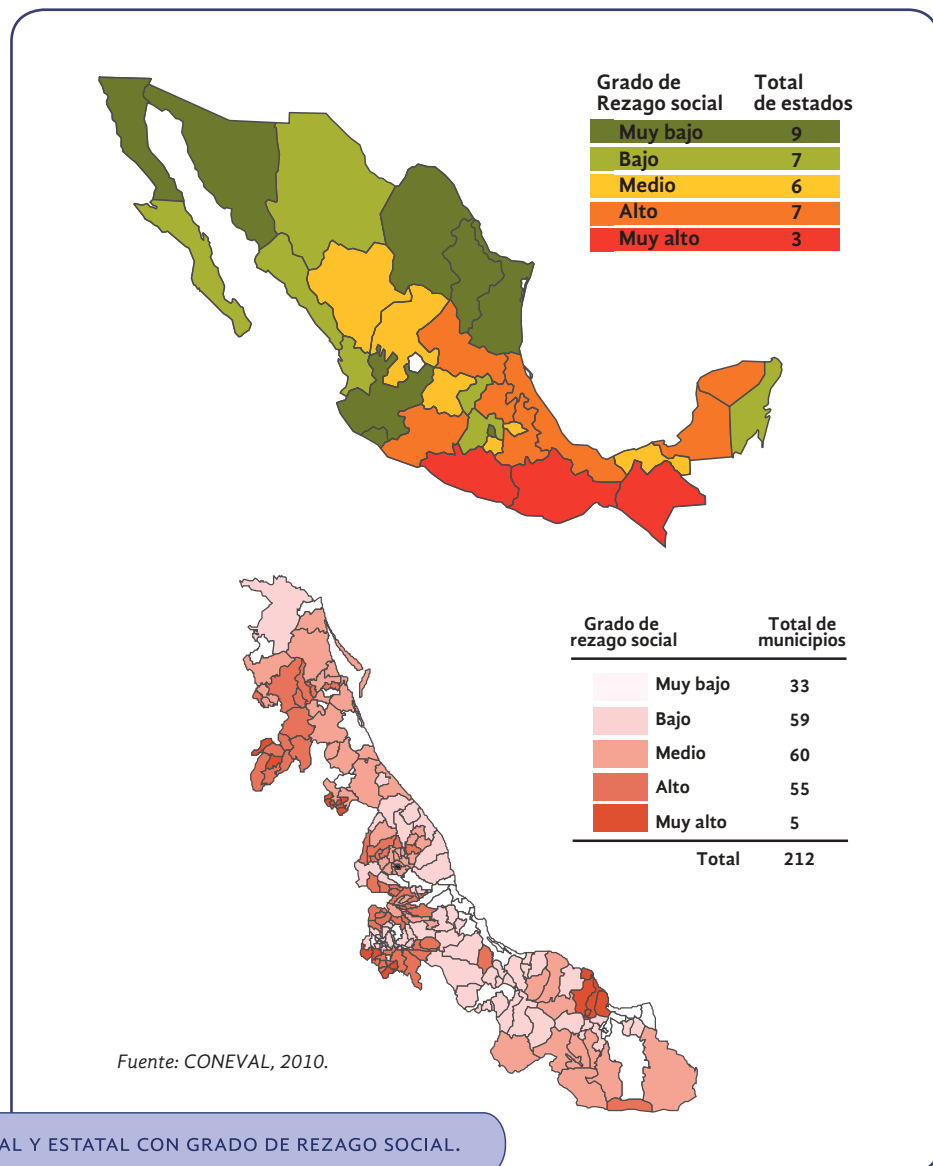 Grado de Total
Rezago social de estados
Muy bajo 9
Bajo 7
Medio 6
Alto 7
Muy alto 3
Grado de Total de
rezago social municipios
Muy bajo 33
Bajo 59
Medio 60
Alto 55
Muy alto 5
Total 212
Fuente: CONEVAL, 2010.
AL Y ESTATAL CON GRADO DE REZAGO SOCIAL.